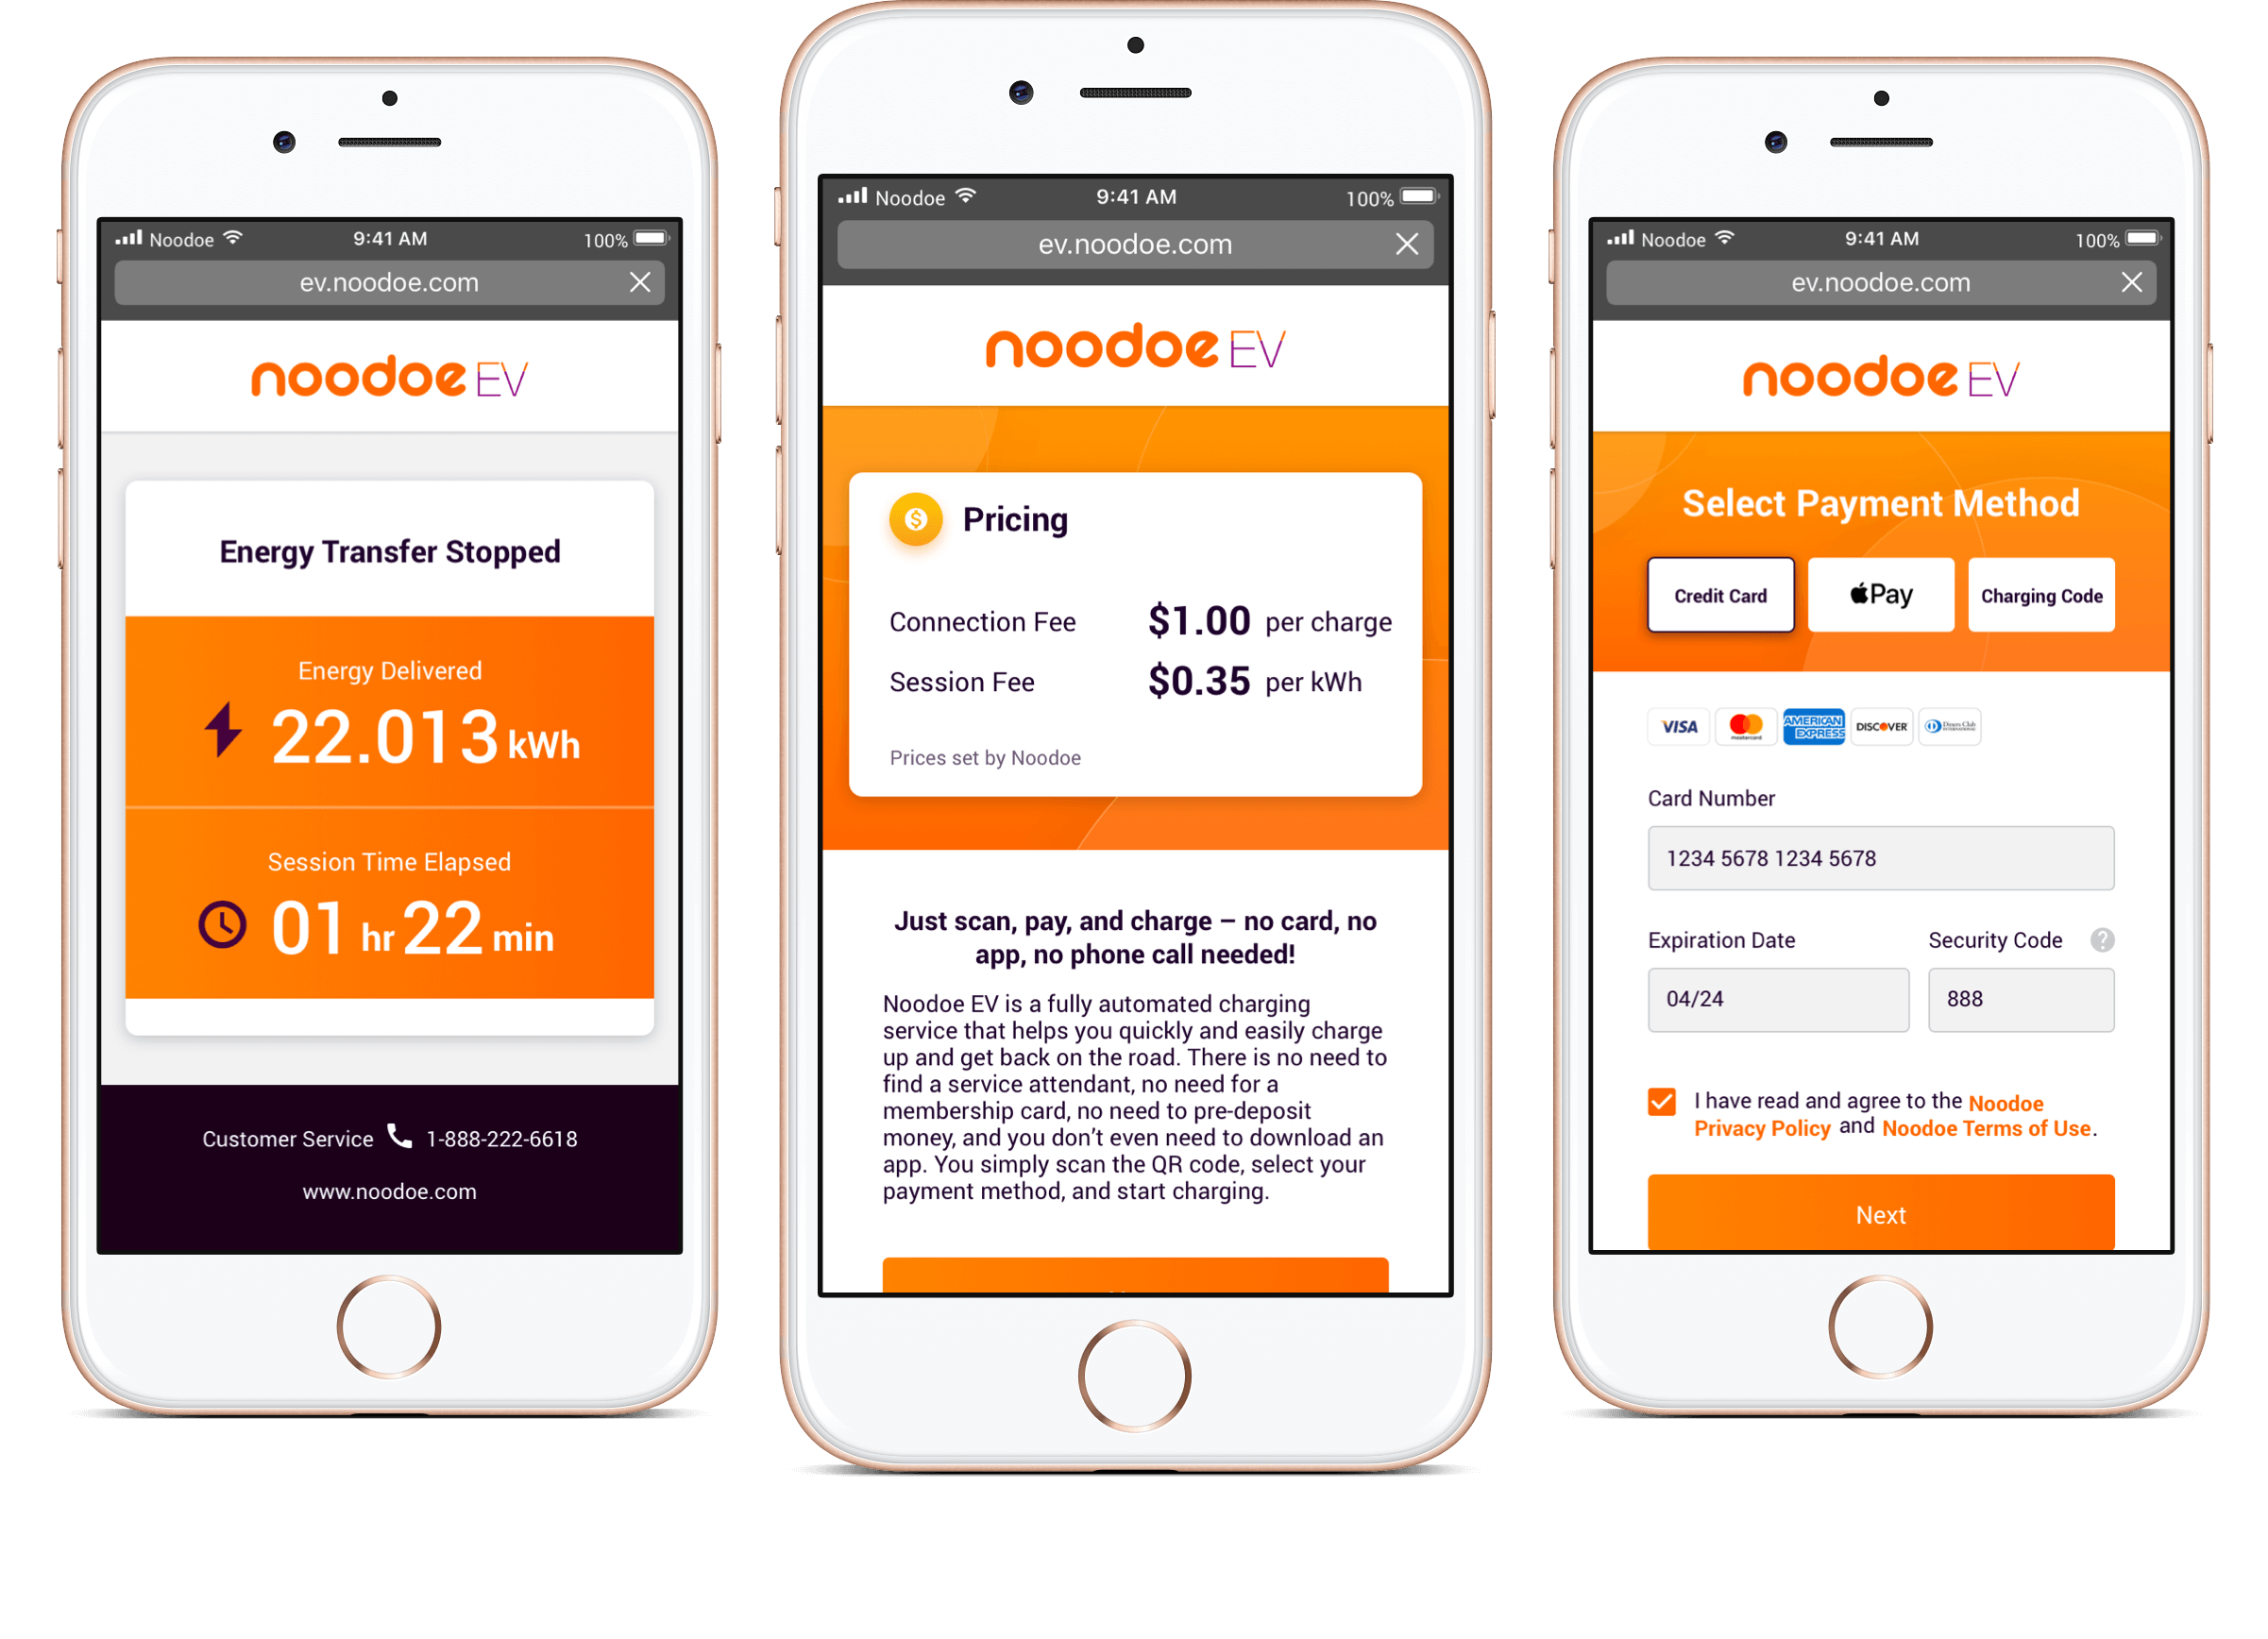 Noodoe 9:41 AM 100%
ev.noodoe.com
noodoe EV
Energy Transfer Stopped
Energy Delivered
22.013 kWh
Session Time Elapsed
01 hr 22 min
Customer Service 1-888-222-6618
www.noodoe.com
Noodoe 9:41 AM 100%
ev.noodoe.com
noodoe EV
Pricing
Connection Fee $1.00 per charge
Session Fee $0.35 per kWh
Prices set by Noodoe
Just scan, pay, and charge – no card, no
app, no phone call needed!
Noodoe EV is a fully automated charging
service that helps you quickly and easily charge
up and get back on the road. There is no need to
find a service attendant, no need for a
membership card, no need to pre-deposit
money, and you don’t even need to download an
app. You simply scan the QR code, select your
payment method, and start charging.
Noodoe 9:41 AM 100%
ev.noodoe.com
noodoe EV
Select Payment Method
Credit Card Pay Charging Code
VISA mastercard AMERICAN EXPRESS DISCOVER Diners Club INTERNATIONAL
Card Number
1234 5678 1234 5678
Expiration Date Security Code ?
04/24 888
I have read and agree to the Noodoe
Privacy Policy and Noodoe Terms of Use.
Next